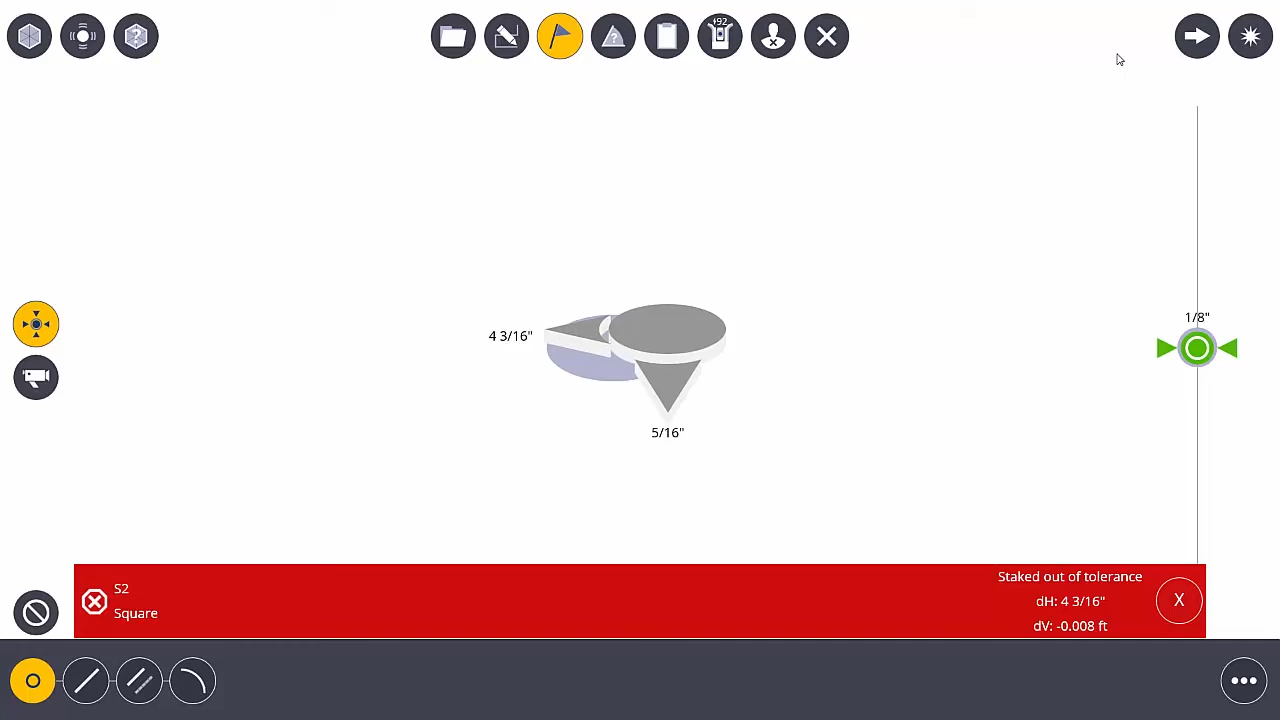 92
1/8"
4 3/16"
5/16"
S2
Square
Staked out of tolerance
dH: 4 3/16"
dV: -0.008 ft
X